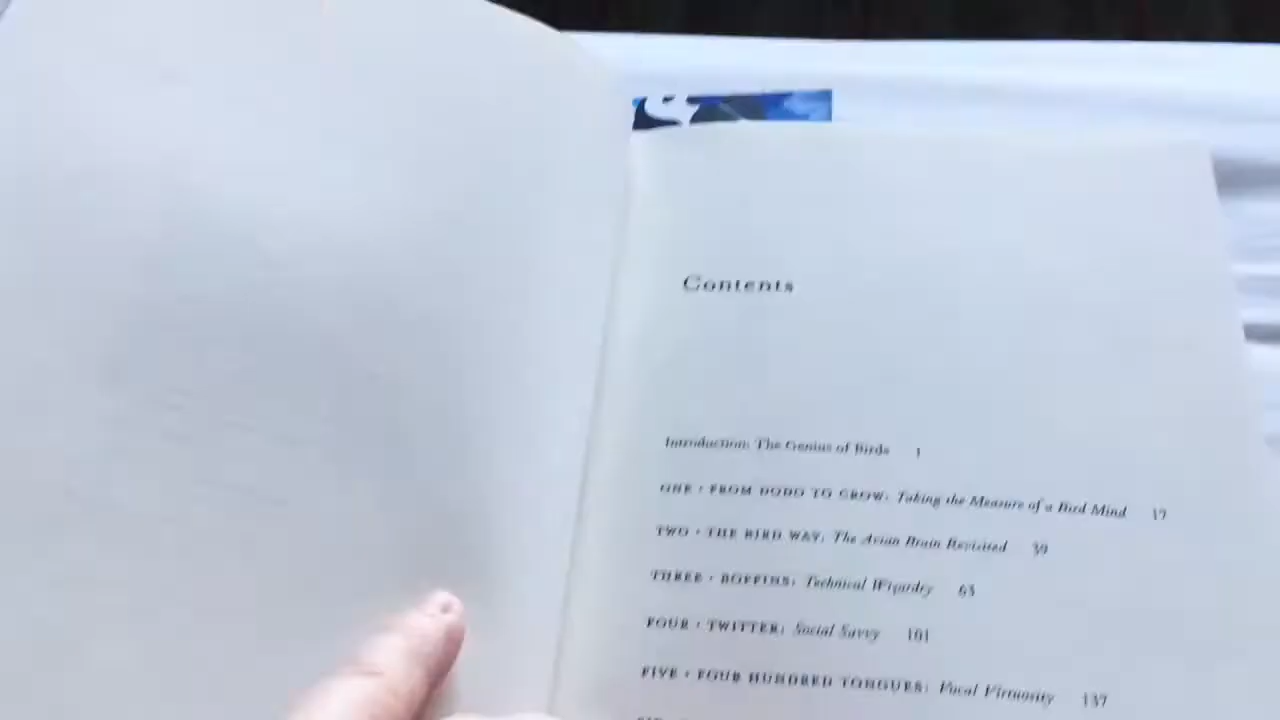 Contents
Introduction: The Genius of Birds 1
ONE • FROM DODO TO CROW: Taking the Measure of a Bird Mind 17
TWO • THE BIRD WAY: The Avian Brain Revisited 39
THREE • BOFFINS: Technical Wizardry 63
FOUR • TWITTER: Social Savvy 101
FIVE • FOUR HUNDRED TONGUES: Vocal Virtuosity 137